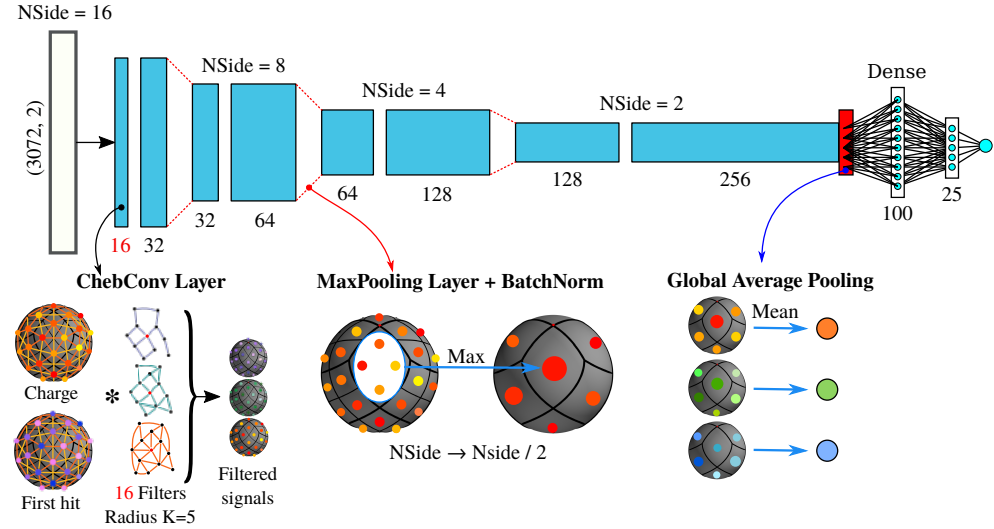 NSide = 16
NSide = 8
NSide = 4
NSide = 2
Dense
(3072, 2)
16
32
32
64
64
128
128
256
100
25
ChebConv Layer
MaxPooling Layer + BatchNorm
Global Average Pooling
Charge
*
First hit
16 Filters
Radius K=5
Filtered
signals
Max
NSide → Nside / 2
Mean